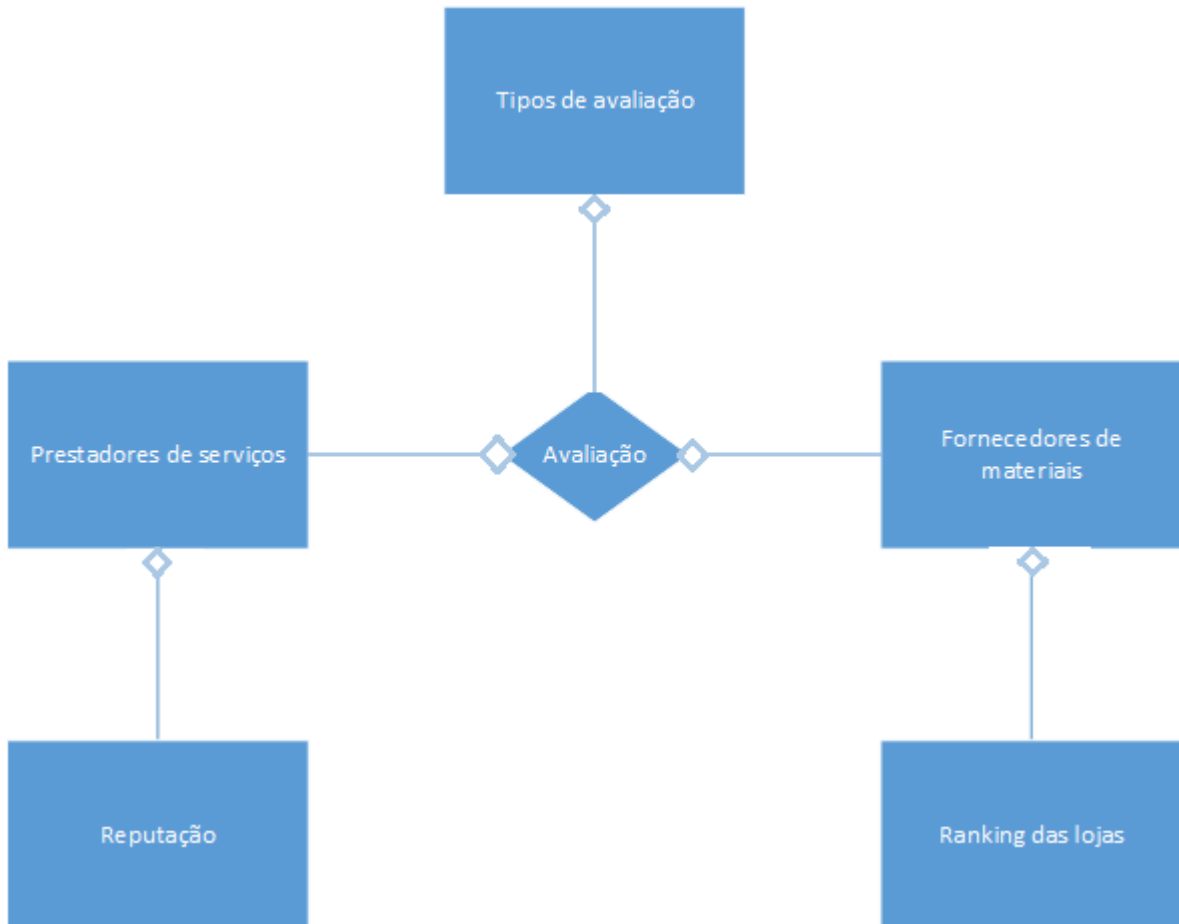 Tipos de avaliação
Prestadores de serviços
Avaliação
Fornecedores de
materiais
Reputação
Ranking das lojas